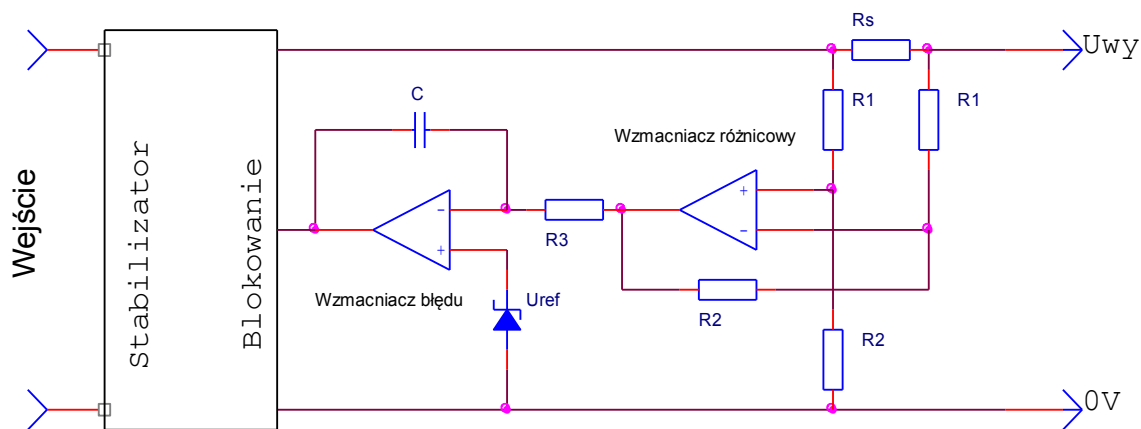 Wejście
Stabilizator
Blokowanie
C
Wzmacniacz błędu
Uref
R3
Wzmacniacz różnicowy
R2
Rs
R1
R1
R2
Uwy
0V
+
-
-
+